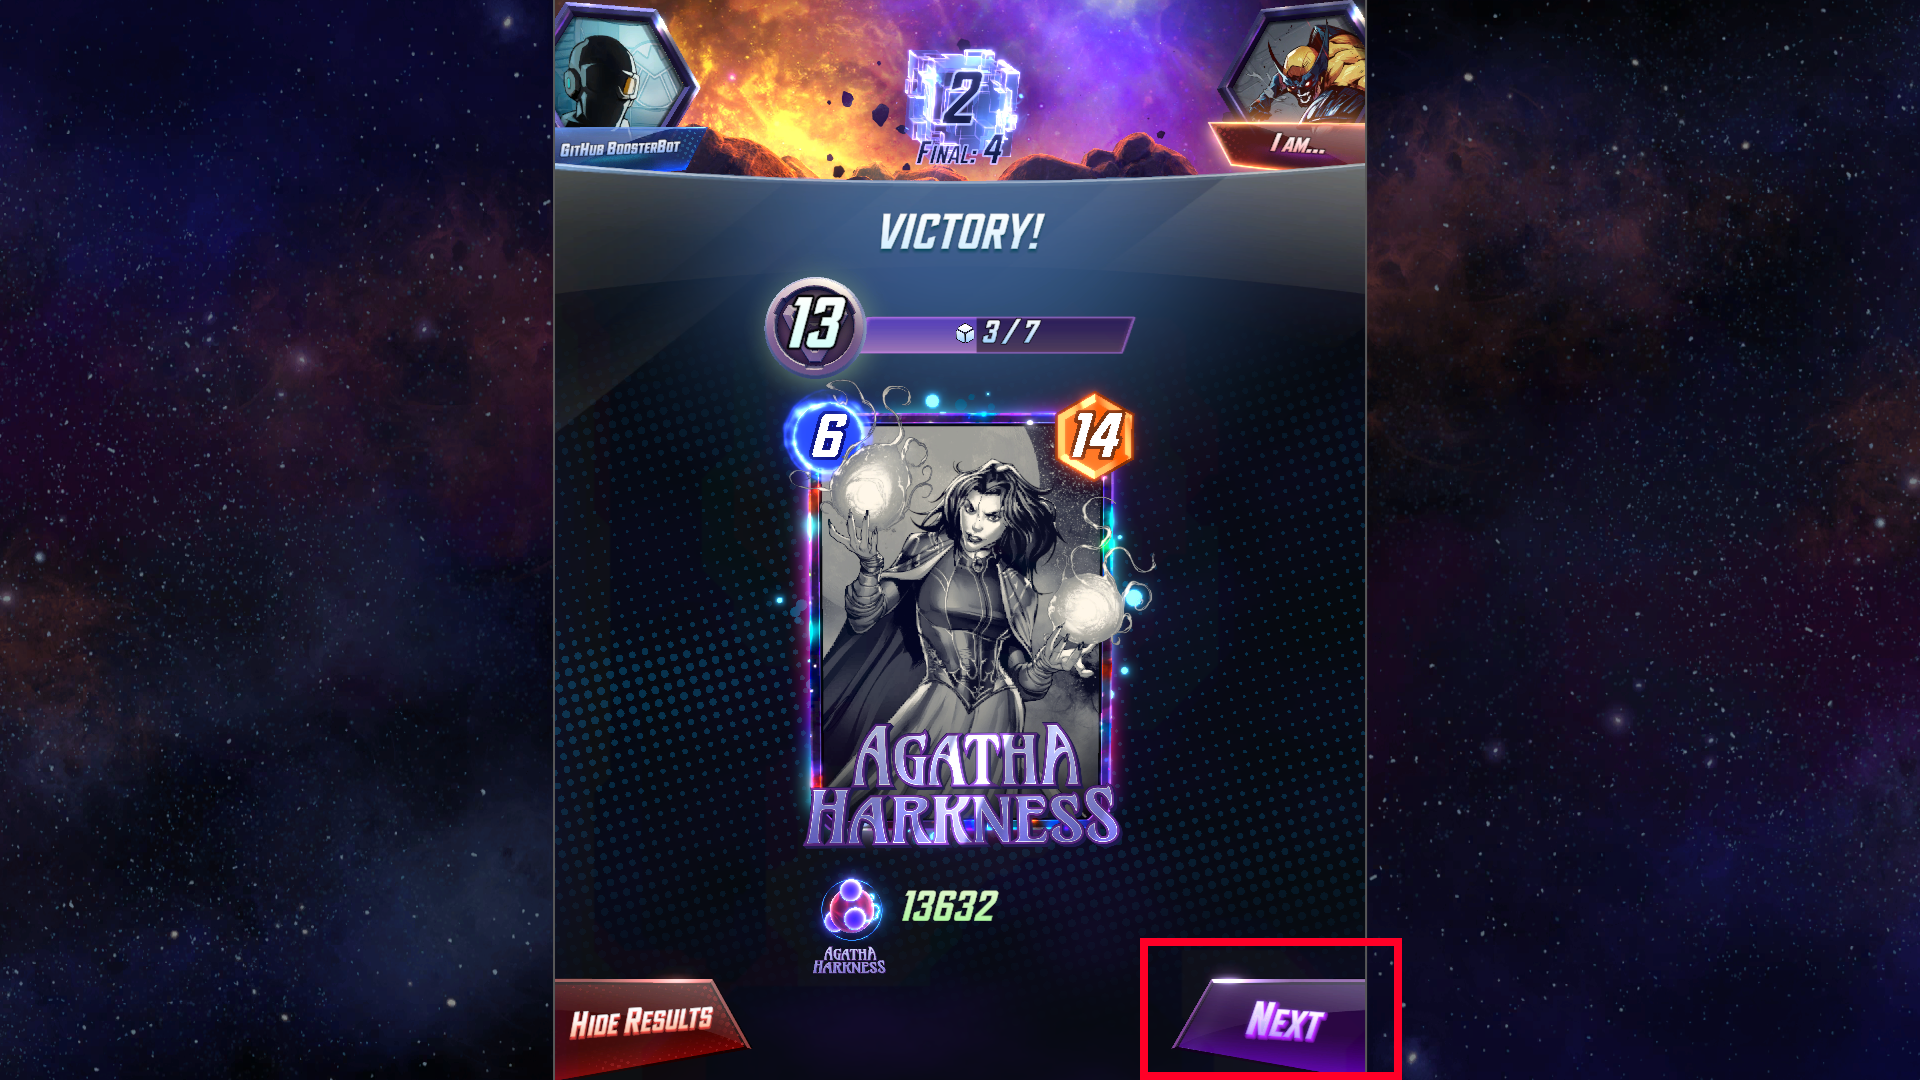 2
Final: 4
GitHub BoosterBot
I am...
VICTORY!
13
3/7
6
14
AGATHA
HARKNESS
13632
AGATHA
HARKNESS
Hide Results
Next